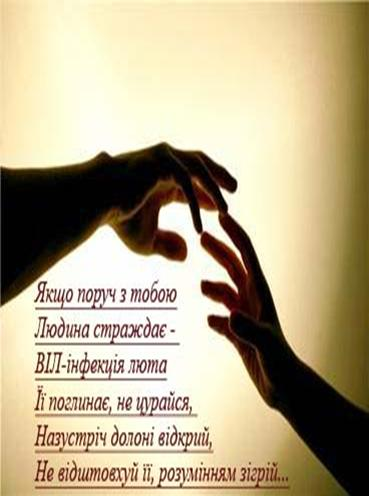 Якщо поруч з тобою
Людина страждає -
ВІЛ-інфекція люта
Її поглинає, не цурайся,
Назустріч долоні відкрий,
Не відштовхуй її, розумінням зігрій...